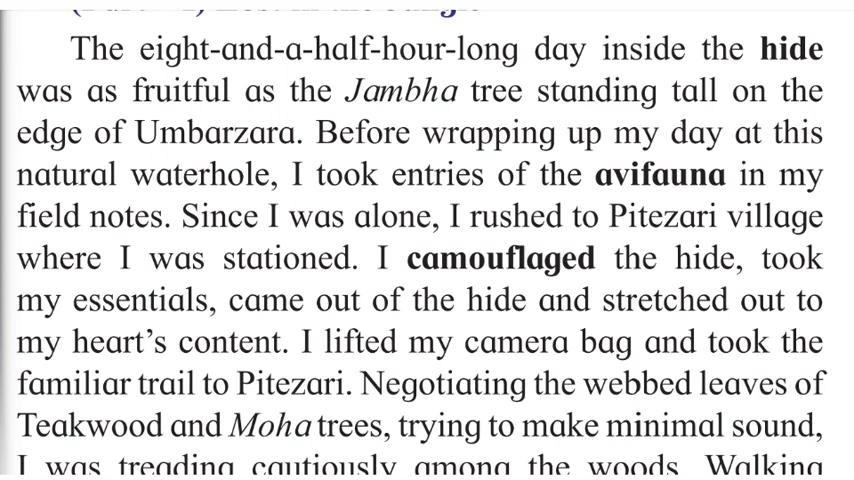 The eight-and-a-half-hour-long day inside the hide
was as fruitful as the Jambha tree standing tall on the
edge of Umbarzara. Before wrapping up my day at this
natural waterhole, I took entries of the avifauna in my
field notes. Since I was alone, I rushed to Pitezari village
where I was stationed. I camouflaged the hide, took
my essentials, came out of the hide and stretched out to
my heart's content. I lifted my camera bag and took the
familiar trail to Pitezari. Negotiating the webbed leaves of
Teakwood and Moha trees, trying to make minimal sound,
I was treading cautiously among the woods. Walking